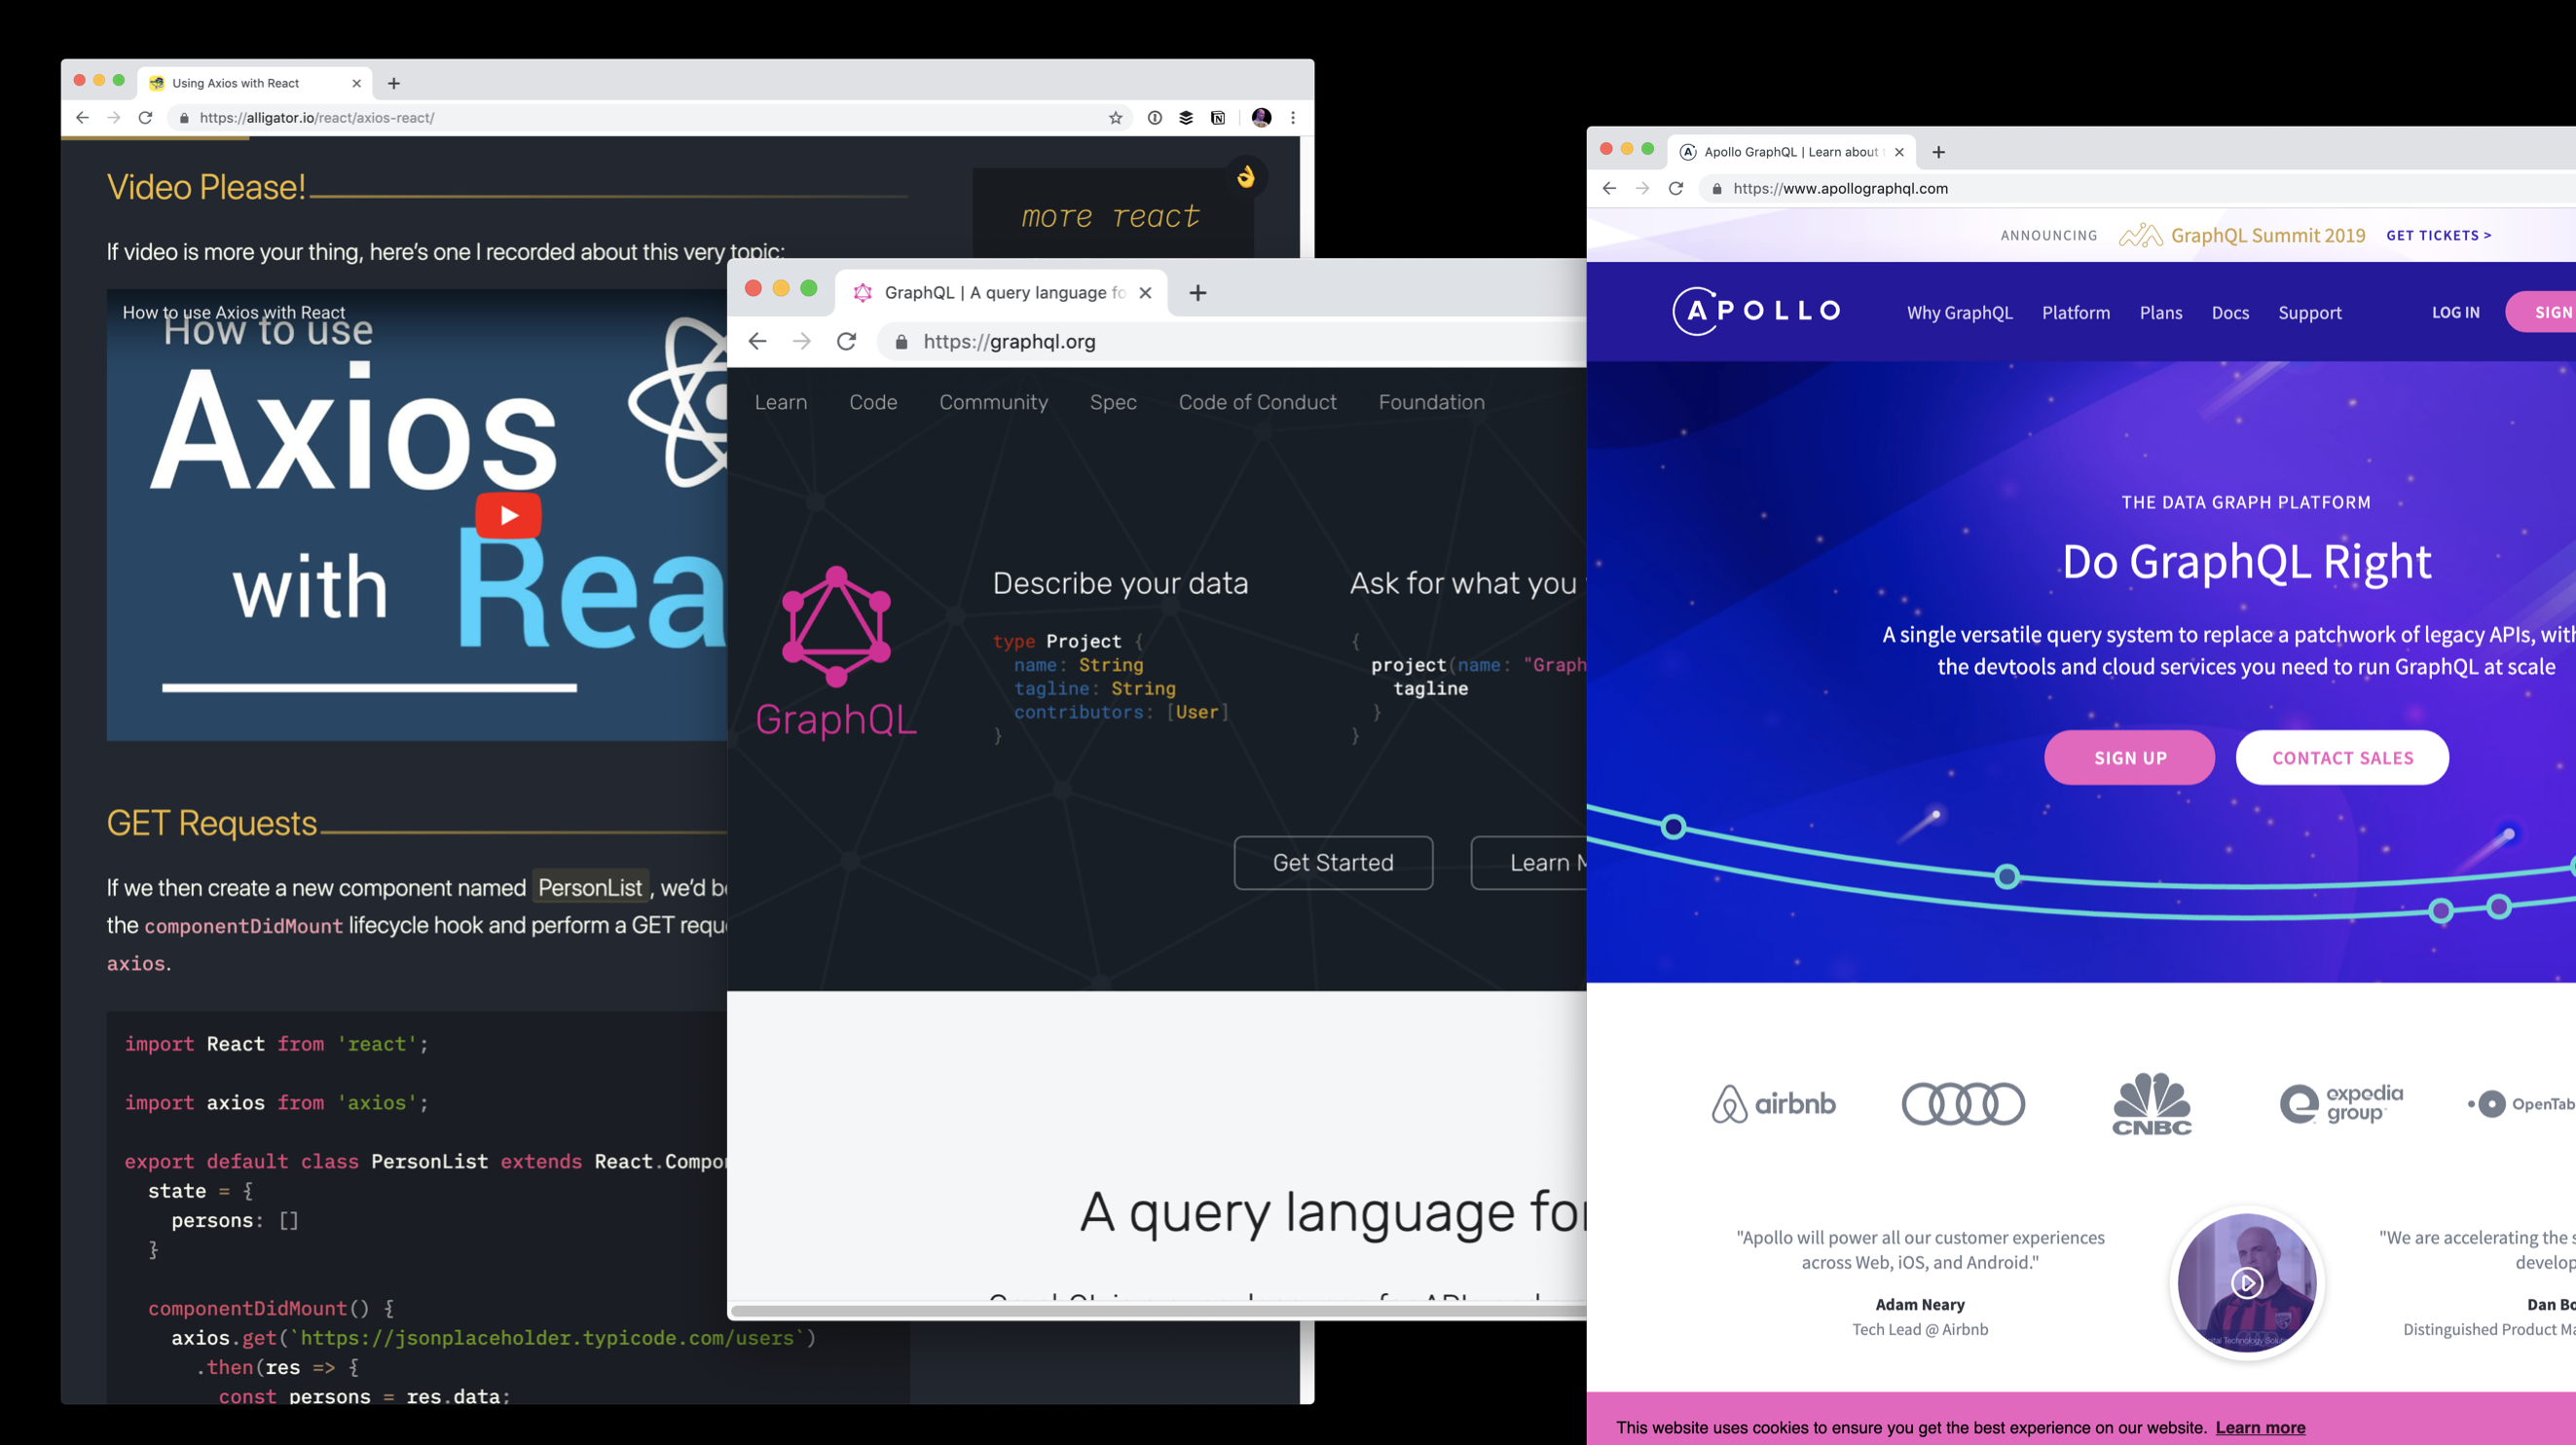 Using Axios with React
https://alligator.io/react/axios-react/
Video Please!
If video is more your thing, here's one I recorded about this very topic:
more react
How to use Axios with React
How to use
Axios
with Rea
GET Requests
If we then create a new component named PersonList, we'd be
the componentDidMount lifecycle hook and perform a GET requ
axios.
import React from 'react';
import axios from 'axios';
export default class PersonList extends React.Compo
state = {
persons: []
}
componentDidMount() {
axios.get(`https://jsonplaceholder.typicode.com/users`)
.then(res => {
const persons = res.data;
GraphQL | A query language fo
https://graphql.org
Learn Code Community Spec Code of Conduct Foundation
GraphQL
Describe your data
type Project {
name: String
tagline: String
contributors: [User]
}
Ask for what you
{
project(name: "Graph
tagline
}
}
Get Started
Learn M
A query language for
Apollo GraphQL | Learn about
https://www.apollographql.com
ANNOUNCING GraphQL Summit 2019 GET TICKETS >
APOLLO
Why GraphQL Platform Plans Docs Support LOG IN SIGN
THE DATA GRAPH PLATFORM
Do GraphQL Right
A single versatile query system to replace a patchwork of legacy APIs, with
the devtools and cloud services you need to run GraphQL at scale
SIGN UP
CONTACT SALES
airbnb
CNBC
expedia
group
OpenTab
"Apollo will power all our customer experiences
across Web, iOS, and Android."
Adam Neary
Tech Lead @ Airbnb
"We are accelerating the
develop
Dan Bo
Distinguished Product Ma
This website uses cookies to ensure you get the best experience on our website. Learn more